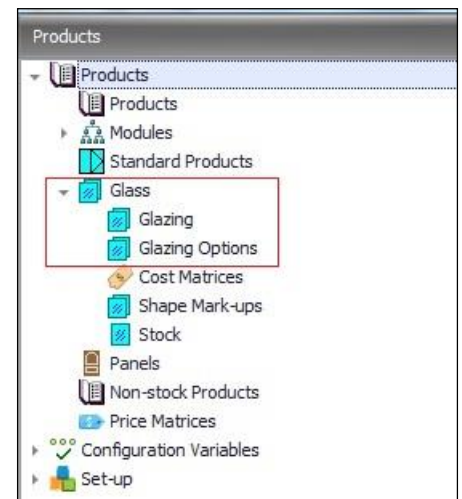 Products
Products
Products
Modules
Standard Products
Glass
Glazing
Glazing Options
Cost Matrices
Shape Mark-ups
Stock
Panels
Non-stock Products
Price Matrices
Configuration Variables
Set-up